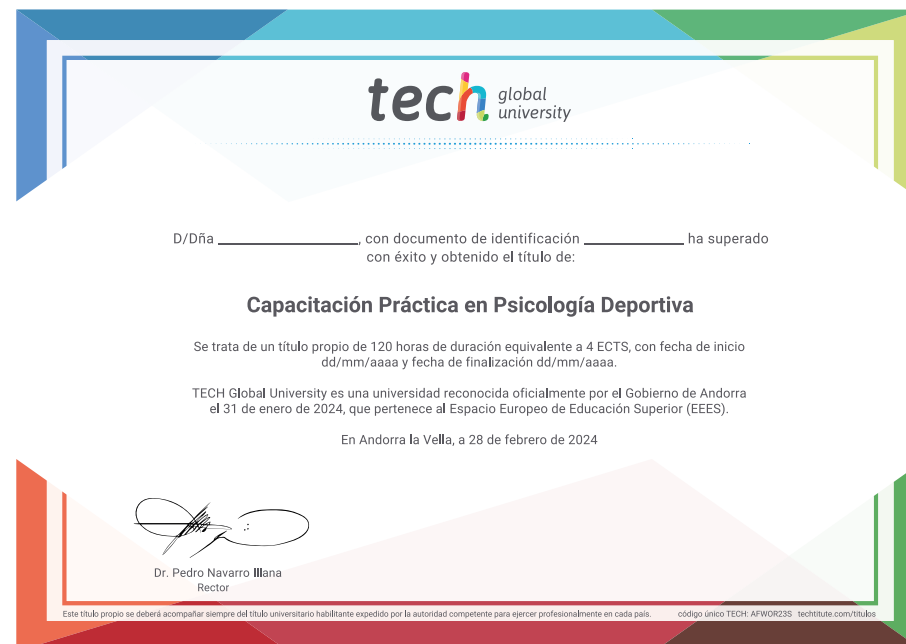 tech global university
D/Dña ____________________, con documento de identificación ______________ ha superado
con éxito y obtenido el título de:
Capacitación Práctica en Psicología Deportiva
Se trata de un título propio de 120 horas de duración equivalente a 4 ECTS, con fecha de inicio
dd/mm/aaaa y fecha de finalización dd/mm/aaaa.
TECH Global University es una universidad reconocida oficialmente por el Gobierno de Andorra
el 31 de enero de 2024, que pertenece al Espacio Europeo de Educación Superior (EEES).
En Andorra la Vella, a 28 de febrero de 2024
Dr. Pedro Navarro Illana
Rector
Este título propio se deberá acompañar siempre del título universitario habilitante expedido por la autoridad competente para ejercer profesionalmente en cada país. código único TECH: AFWOR23S techtitute.com/titulos